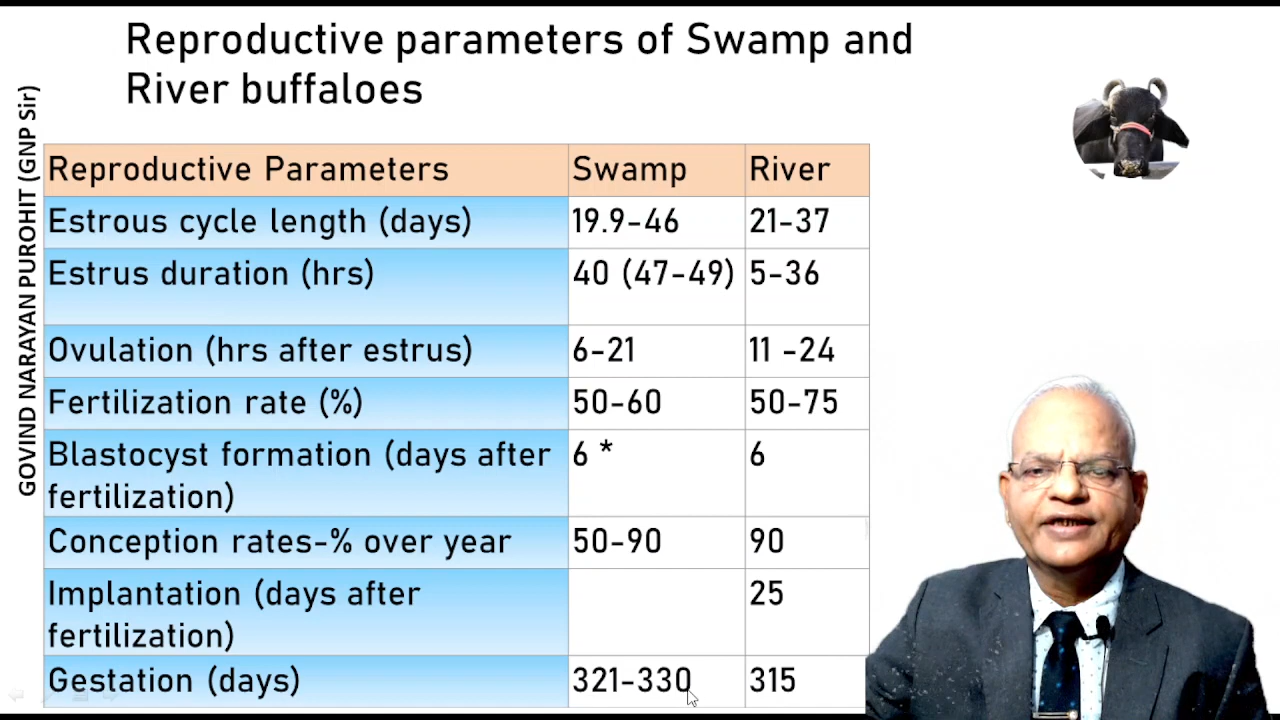 Reproductive parameters of Swamp and
River buffaloes
GOVIND NARAYAN PUROHIT (GNP Sir)
Reproductive Parameters Swamp River
Estrous cycle length (days) 19.9-46 21-37
Estrus duration (hrs) 40 (47-49) 5-36
Ovulation (hrs after estrus) 6-21 11 -24
Fertilization rate (%) 50-60 50-75
Blastocyst formation (days after 6 * 6
fertilization)
Conception rates-% over year 50-90 90
Implantation (days after 25
fertilization)
Gestation (days) 321-330 315